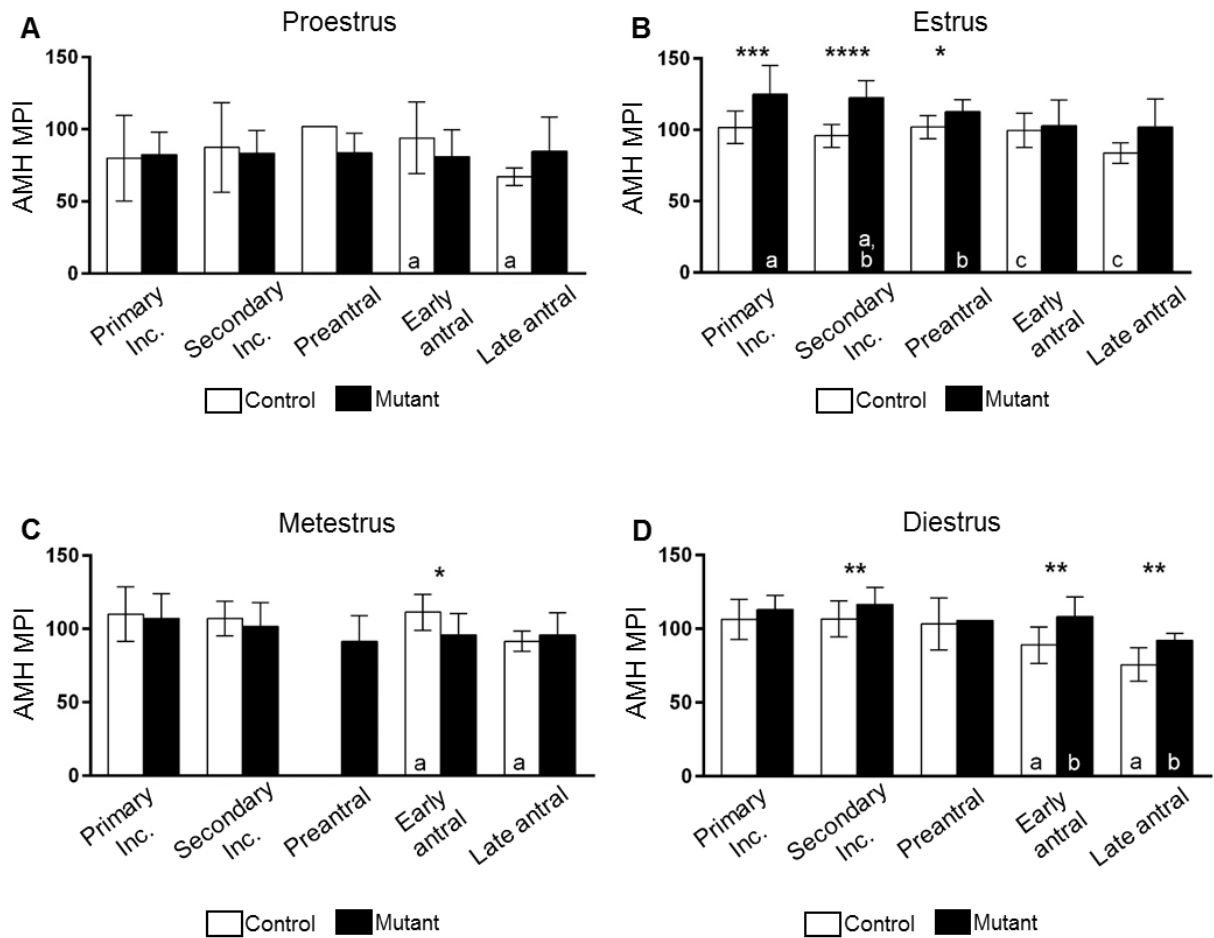 A
Proestrus
AMH MPI
150
100
50
0
a
a
Primary
Inc.
Secondary
Inc.
Preantral
Early
antral
Late antral
Control
Mutant
B
Estrus
AMH MPI
150
100
50
0
***
****
*
a
a,
b
b
c
c
Primary
Inc.
Secondary
Inc.
Preantral
Early
antral
Late antral
Control
Mutant
C
Metestrus
AMH MPI
150
100
50
0
*
a
a
Primary
Inc.
Secondary
Inc.
Preantral
Early
antral
Late antral
Control
Mutant
D
Diestrus
AMH MPI
150
100
50
0
**
**
**
a
b
a
b
Primary
Inc.
Secondary
Inc.
Preantral
Early
antral
Late antral
Control
Mutant